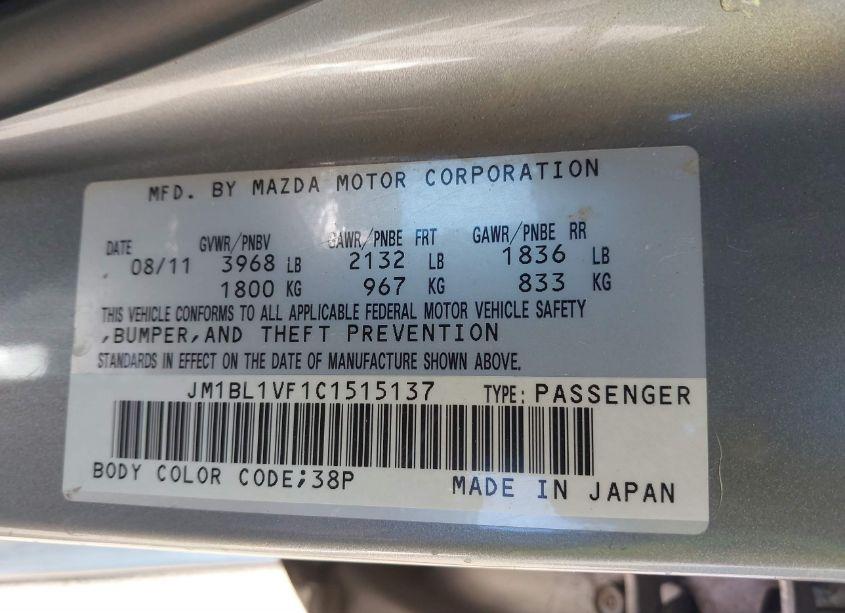 MFD. BY MAZDA MOTOR CORPORATION
DATE GVWR/PNBV GAWR/PNBE FRT GAWR/PNBE RR
08/11 3968 LB 2132 LB 1836 LB
1800 KG 967 KG 833 KG
THIS VEHICLE CONFORMS TO ALL APPLICABLE FEDERAL MOTOR VEHICLE SAFETY
,BUMPER,AND THEFT PREVENTION
STANDARDS IN EFFECT ON THE DATE OF MANUFACTURE SHOWN ABOVE.
JM1BL1VF1C1515137 TYPE: PASSENGER
BODY COLOR CODE;38P
MADE IN JAPAN